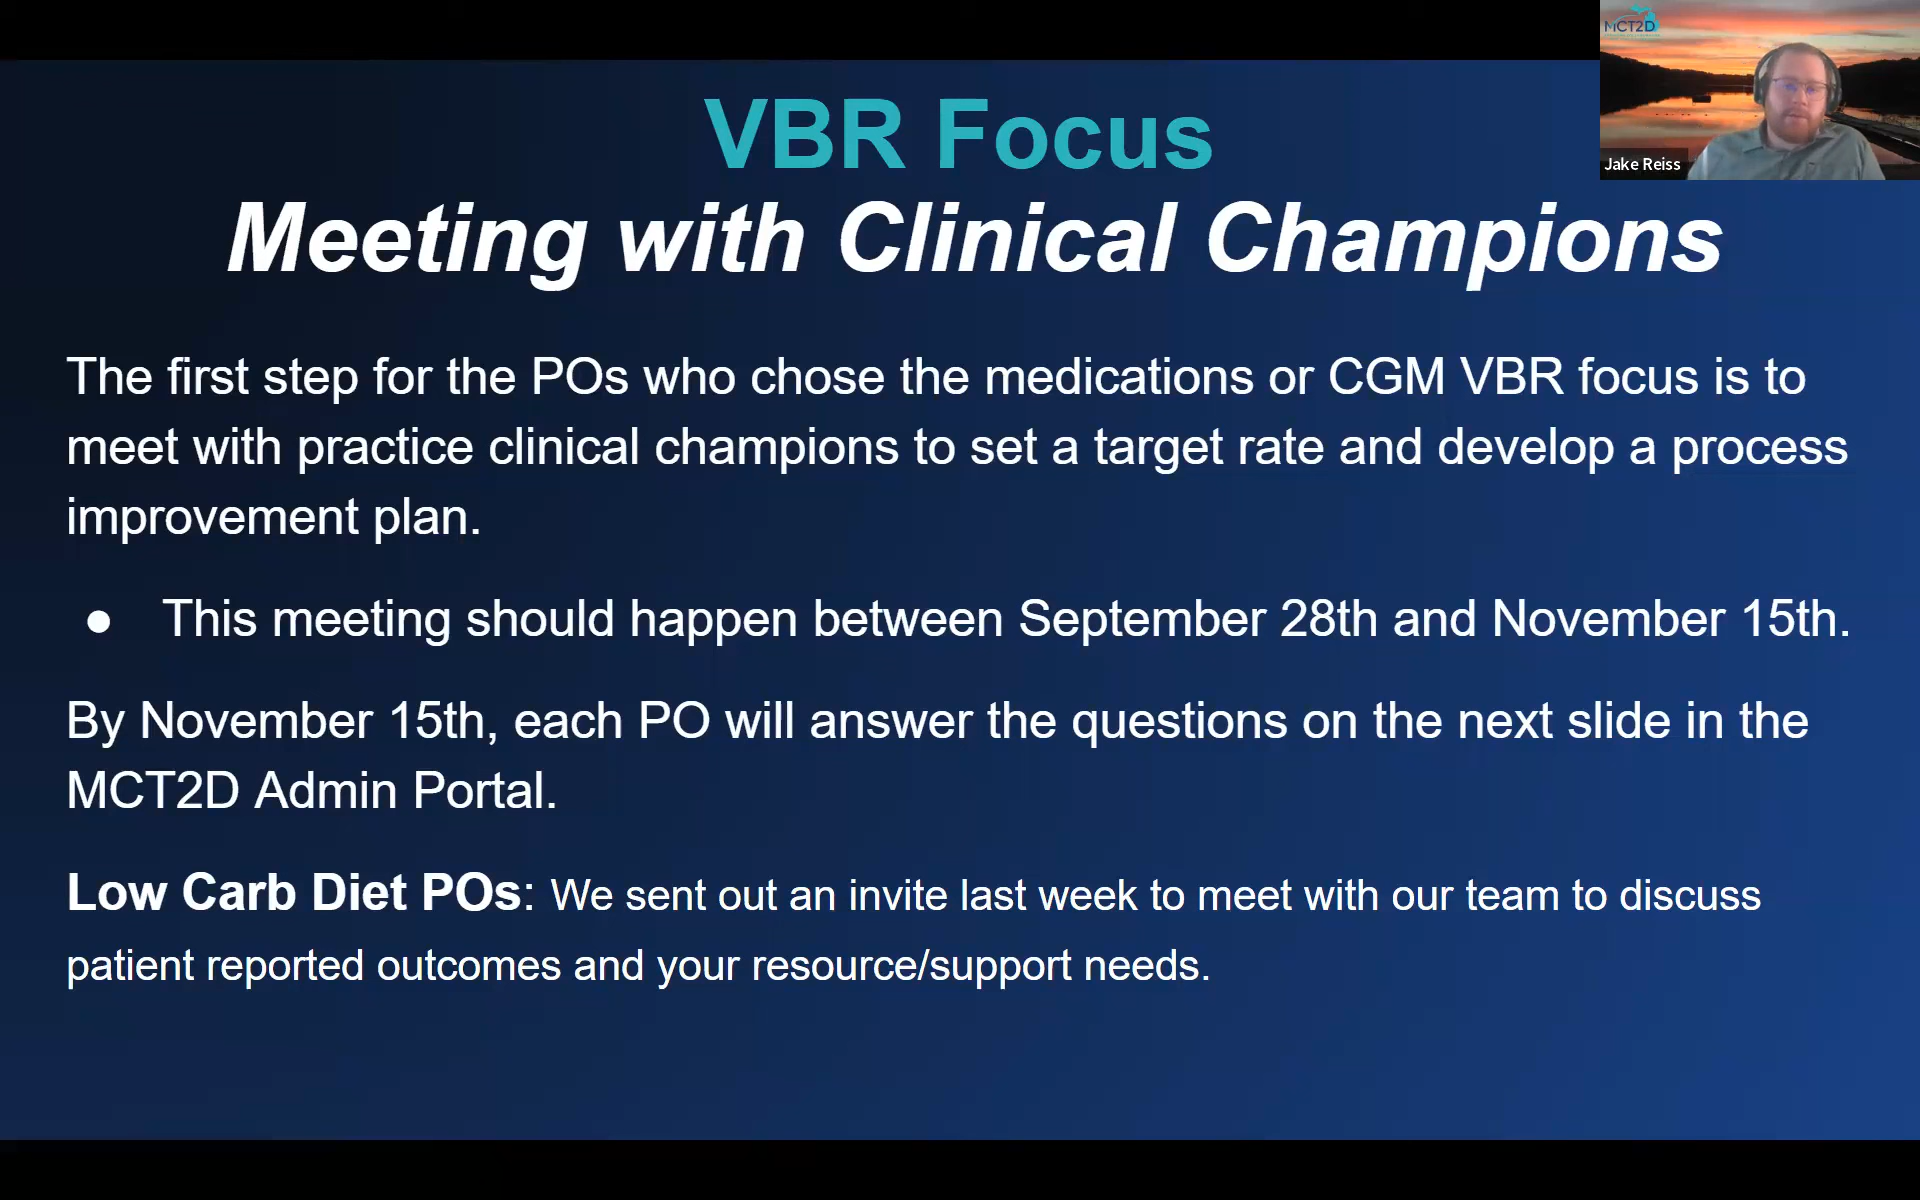 MCT2D
Jake Reiss
VBR Focus
Meeting with Clinical Champions
The first step for the POs who chose the medications or CGM VBR focus is to
meet with practice clinical champions to set a target rate and develop a process
improvement plan.
● This meeting should happen between September 28th and November 15th.
By November 15th, each PO will answer the questions on the next slide in the
MCT2D Admin Portal.
Low Carb Diet POs: We sent out an invite last week to meet with our team to discuss
patient reported outcomes and your resource/support needs.